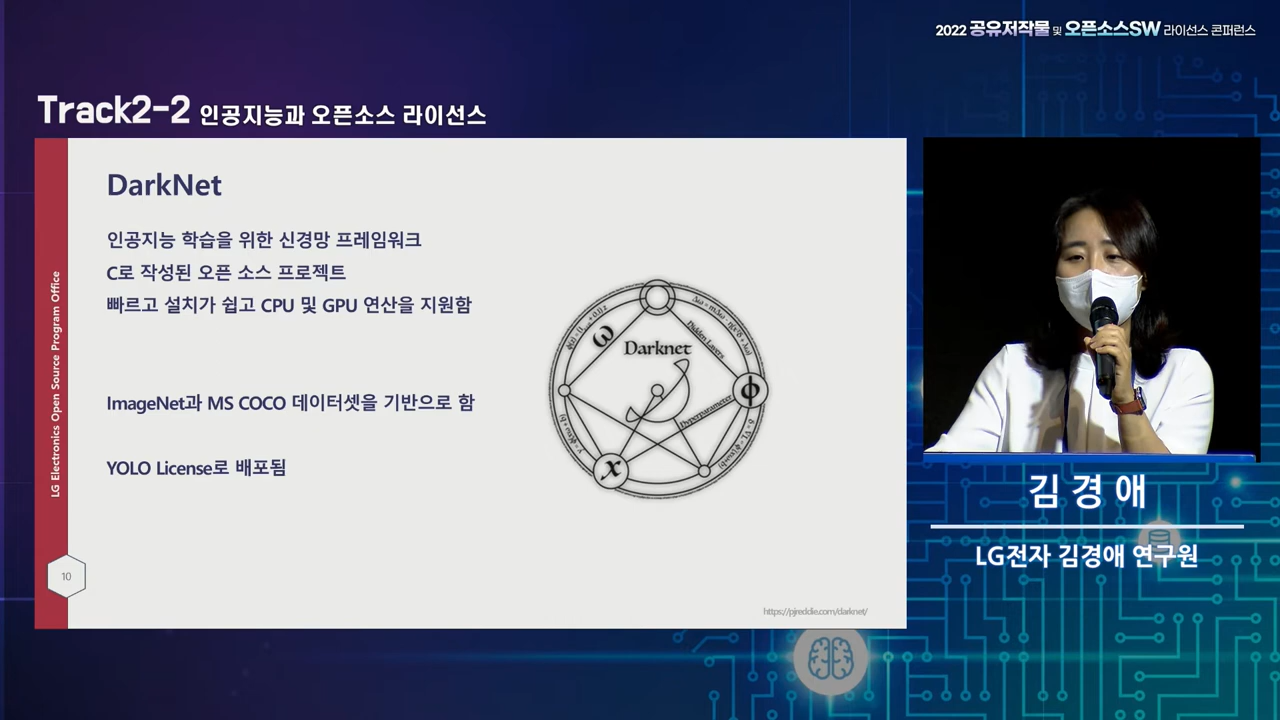 2022 공유저작물 및 오픈소스SW 라이선스 콘퍼런스
Track2-2 인공지능과 오픈소스 라이선스
DarkNet
인공지능 학습을 위한 신경망 프레임워크
C로 작성된 오픈 소스 프로젝트
빠르고 설치가 쉽고 CPU 및 GPU 연산을 지원함
ImageNet과 MS COCO 데이터셋을 기반으로 함
YOLO License로 배포됨
LG Electronics Open Source Program Office
10
Darknet
Hidden Layers
Hyperparameter
ω
ϕ
x
https://pjreddie.com/darknet/
김경애
LG전자 김경애 연구원